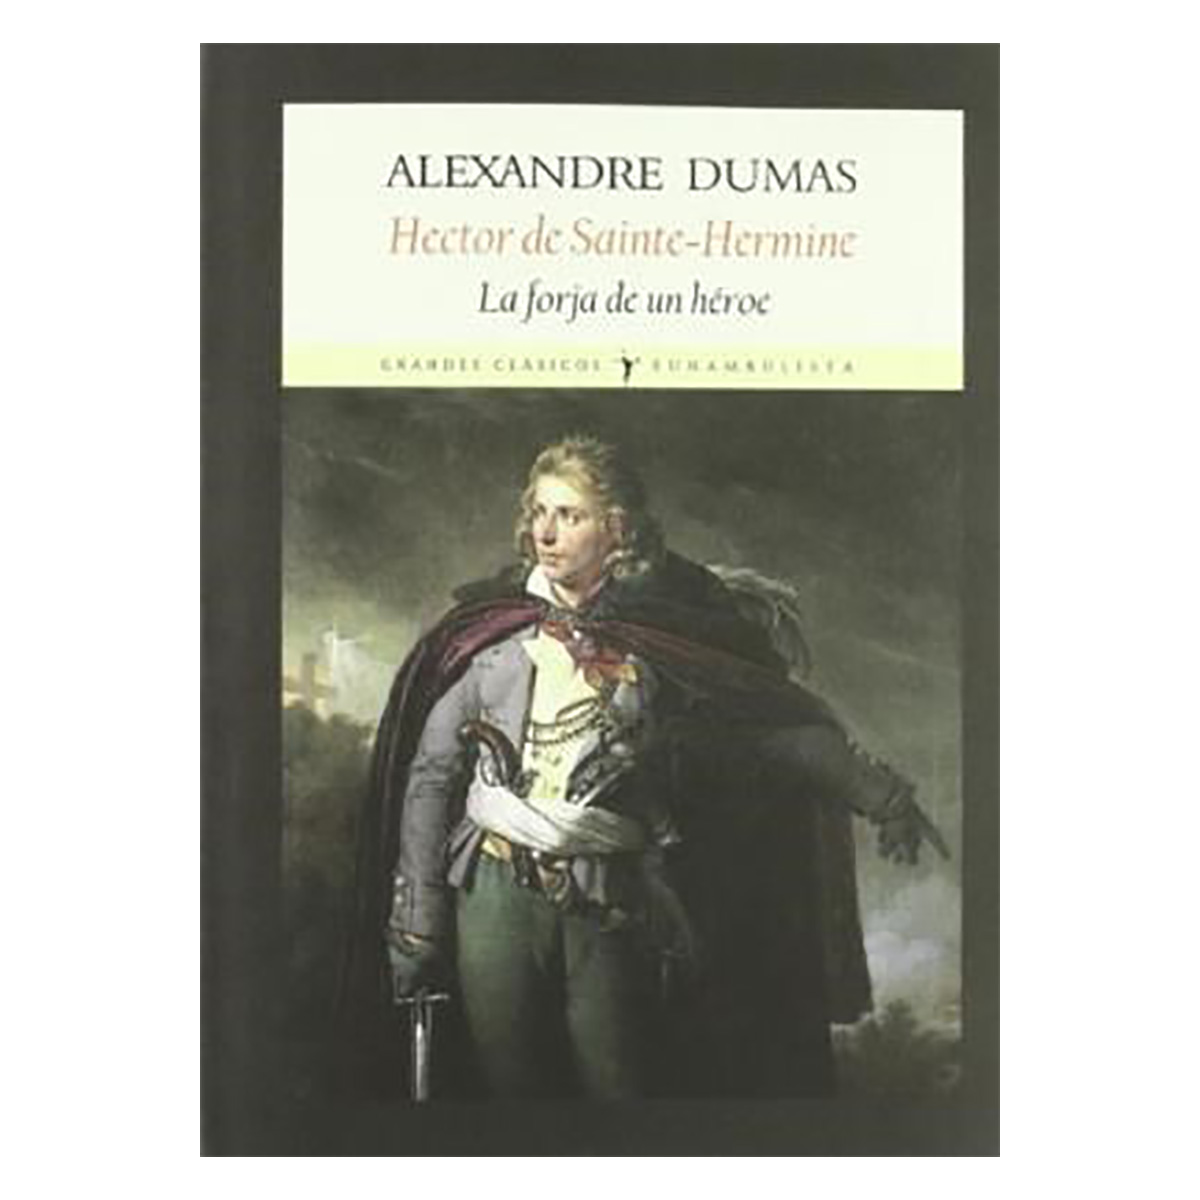 ALEXANDRE DUMAS
Hector de Sainte-Hermine
La forja de un héroe
GRANDES CLÁSICOS FUNAMBULISTA